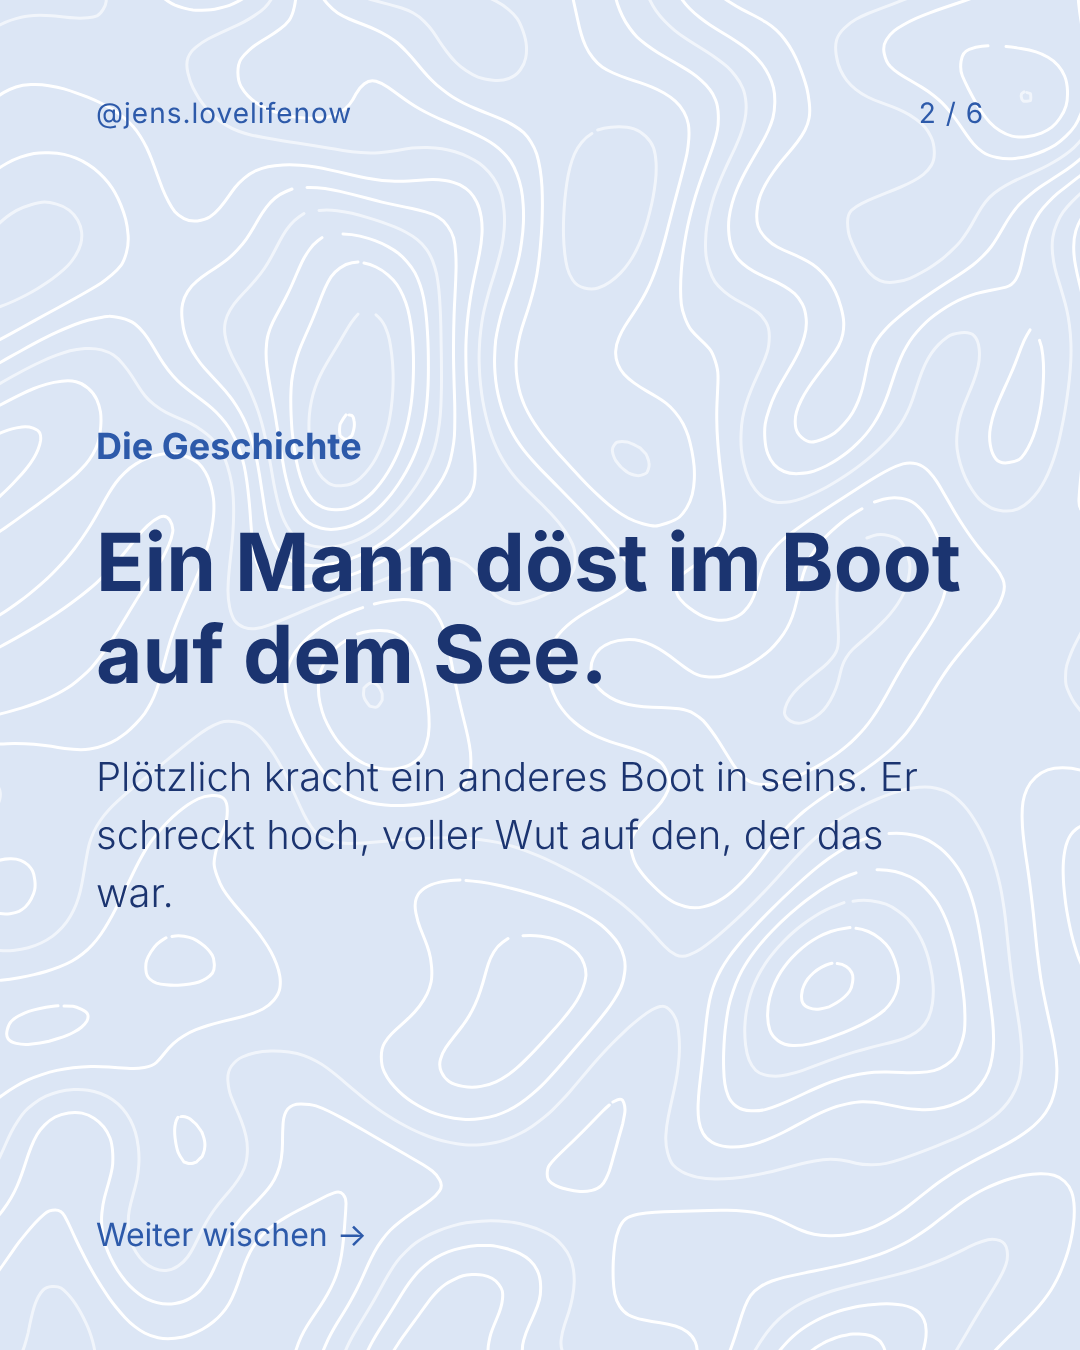 @jens.lovelifenow
2 / 6
Die Geschichte
Ein Mann döst im Boot
auf dem See.
Plötzlich kracht ein anderes Boot in seins. Er
schreckt hoch, voller Wut auf den, der das
war.
Weiter wischen →